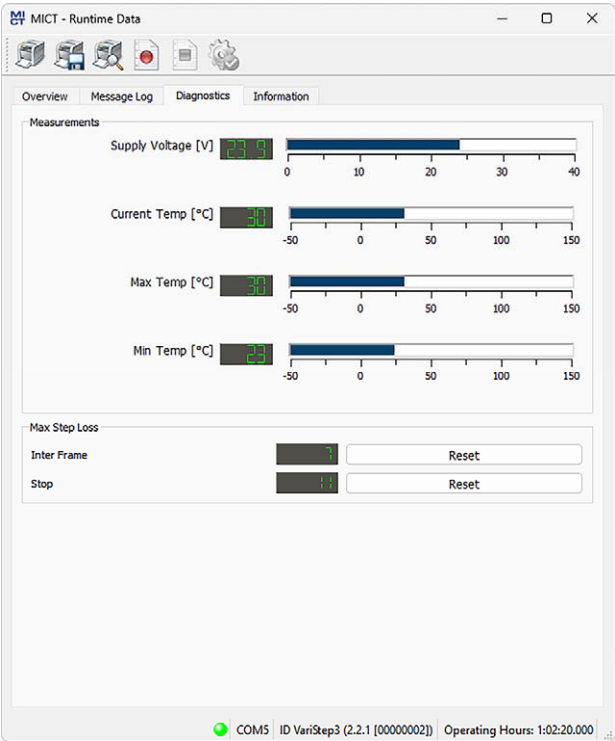 MICT - Runtime Data
Overview Message Log Diagnostics Information
Measurements
Supply Voltage [V] 23 9
0 10 20 30 40
Current Temp [°C] 30
-50 0 50 100 150
Max Temp [°C] 30
-50 0 50 100 150
Min Temp [°C] 23
-50 0 50 100 150
Max Step Loss
Inter Frame 7 Reset
Stop 11 Reset
COM5 ID VariStep3 (2.2.1 [00000002]) Operating Hours: 1:02:20.000